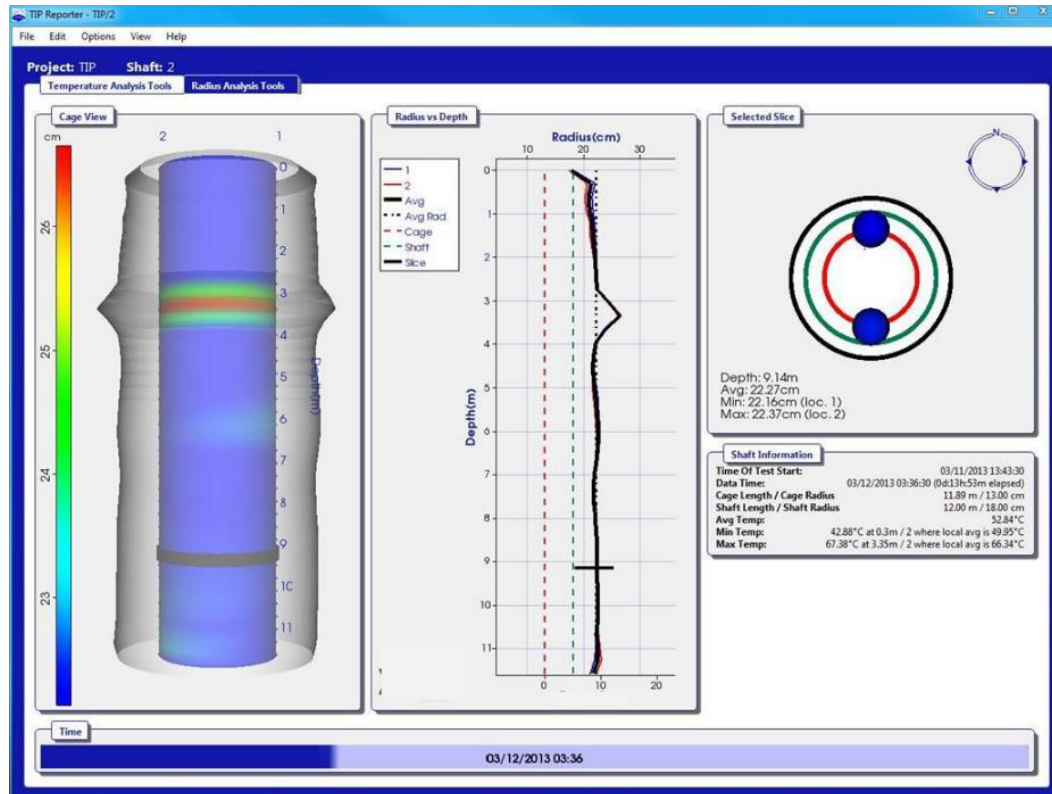 TIP Reporter - TIP/2
File Edit Options View Help
Project: TIP Shaft: 2
Temperature Analysis Tools Radius Analysis Tools
Cage View
cm
2 1
26
25
24
23
0
1
2
3
4
5
6
7
8
9
10
11
Depth(m)
Radius vs Depth
1
2
Avg
Avg Rad
Cage
Shaft
Slice
Radius(cm)
10 20 30
0
1
2
3
4
5
6
7
8
9
10
11
Depth(m)
0 10 20
Selected Slice
N
Depth: 9.14m
Avg: 22.27cm
Min: 22.16cm (loc. 1)
Max: 22.37cm (loc. 2)
Shaft Information
Time Of Test Start: 03/11/2013 13:43:30
Data Time: 03/12/2013 03:36:30 (0d:13h:53m elapsed)
Cage Length / Cage Radius 11.89 m / 13.00 cm
Shaft Length / Shaft Radius 12.00 m / 18.00 cm
Avg Temp: 52.84°C
Min Temp: 42.88°C at 0.3m / 2 where local avg is 49.95°C
Max Temp: 67.38°C at 3.35m / 2 where local avg is 66.34°C
Time
03/12/2013 03:36